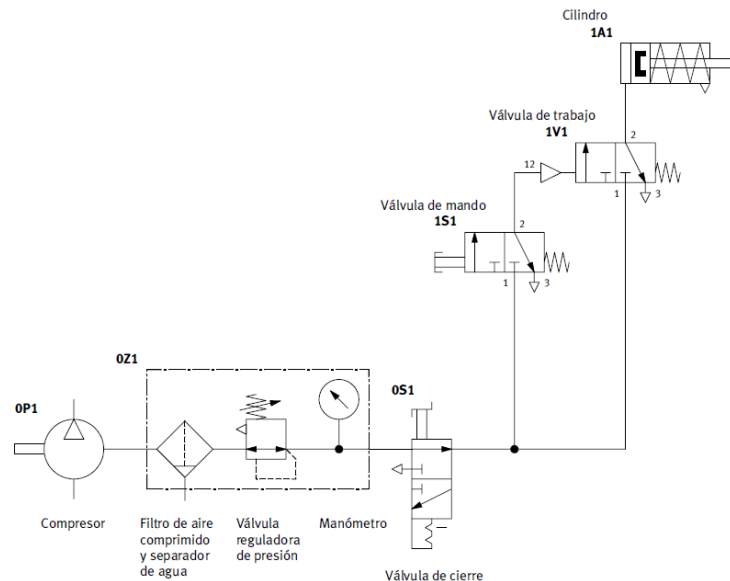 Cilindro
1A1
Válvula de trabajo
1V1
2
12
1
3
Válvula de mando
1S1
2
1
3
0Z1
0S1
0P1
Compresor
Filtro de aire
comprimido
y separador
de agua
Válvula
reguladora
de presión
Manómetro
Válvula de cierre